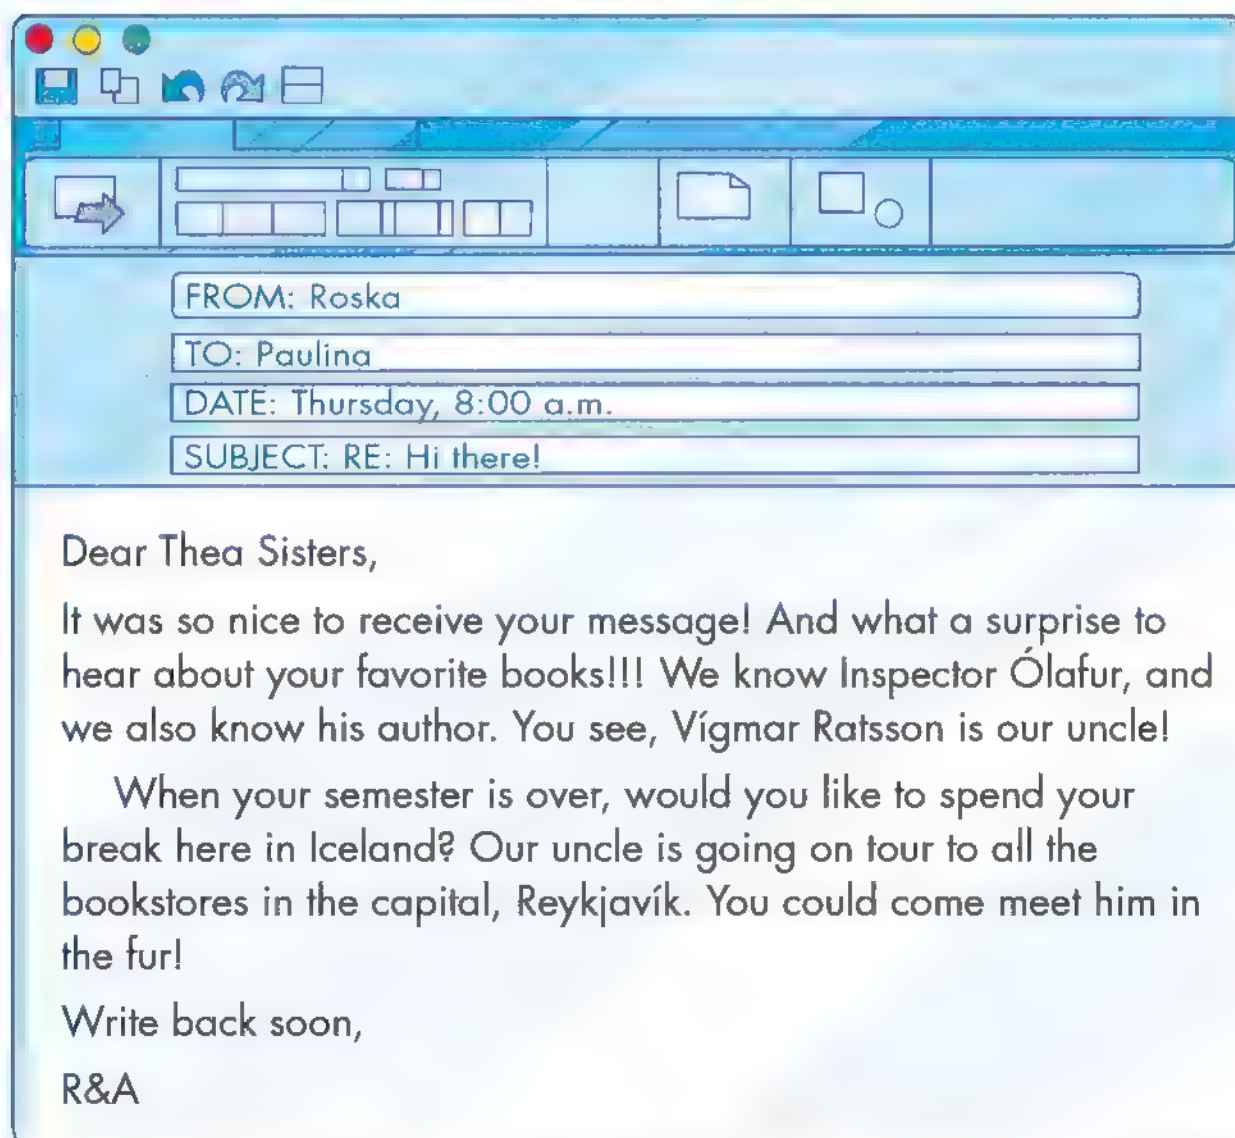 FROM: Roska
TO: Paulina
DATE: Thursday, 8:00 a.m.
SUBJECT: RE: Hi there!
Dear Thea Sisters,
It was so nice to receive your message! And what a surprise to
hear about your favorite books!!! We know Inspector Ólafur, and
we also know his author. You see, Vígmar Ratsson is our uncle!
When your semester is over, would you like to spend your
break here in Iceland? Our uncle is going on tour to all the
bookstores in the capital, Reykjavík. You could come meet him in
the fur!
Write back soon,
R&A